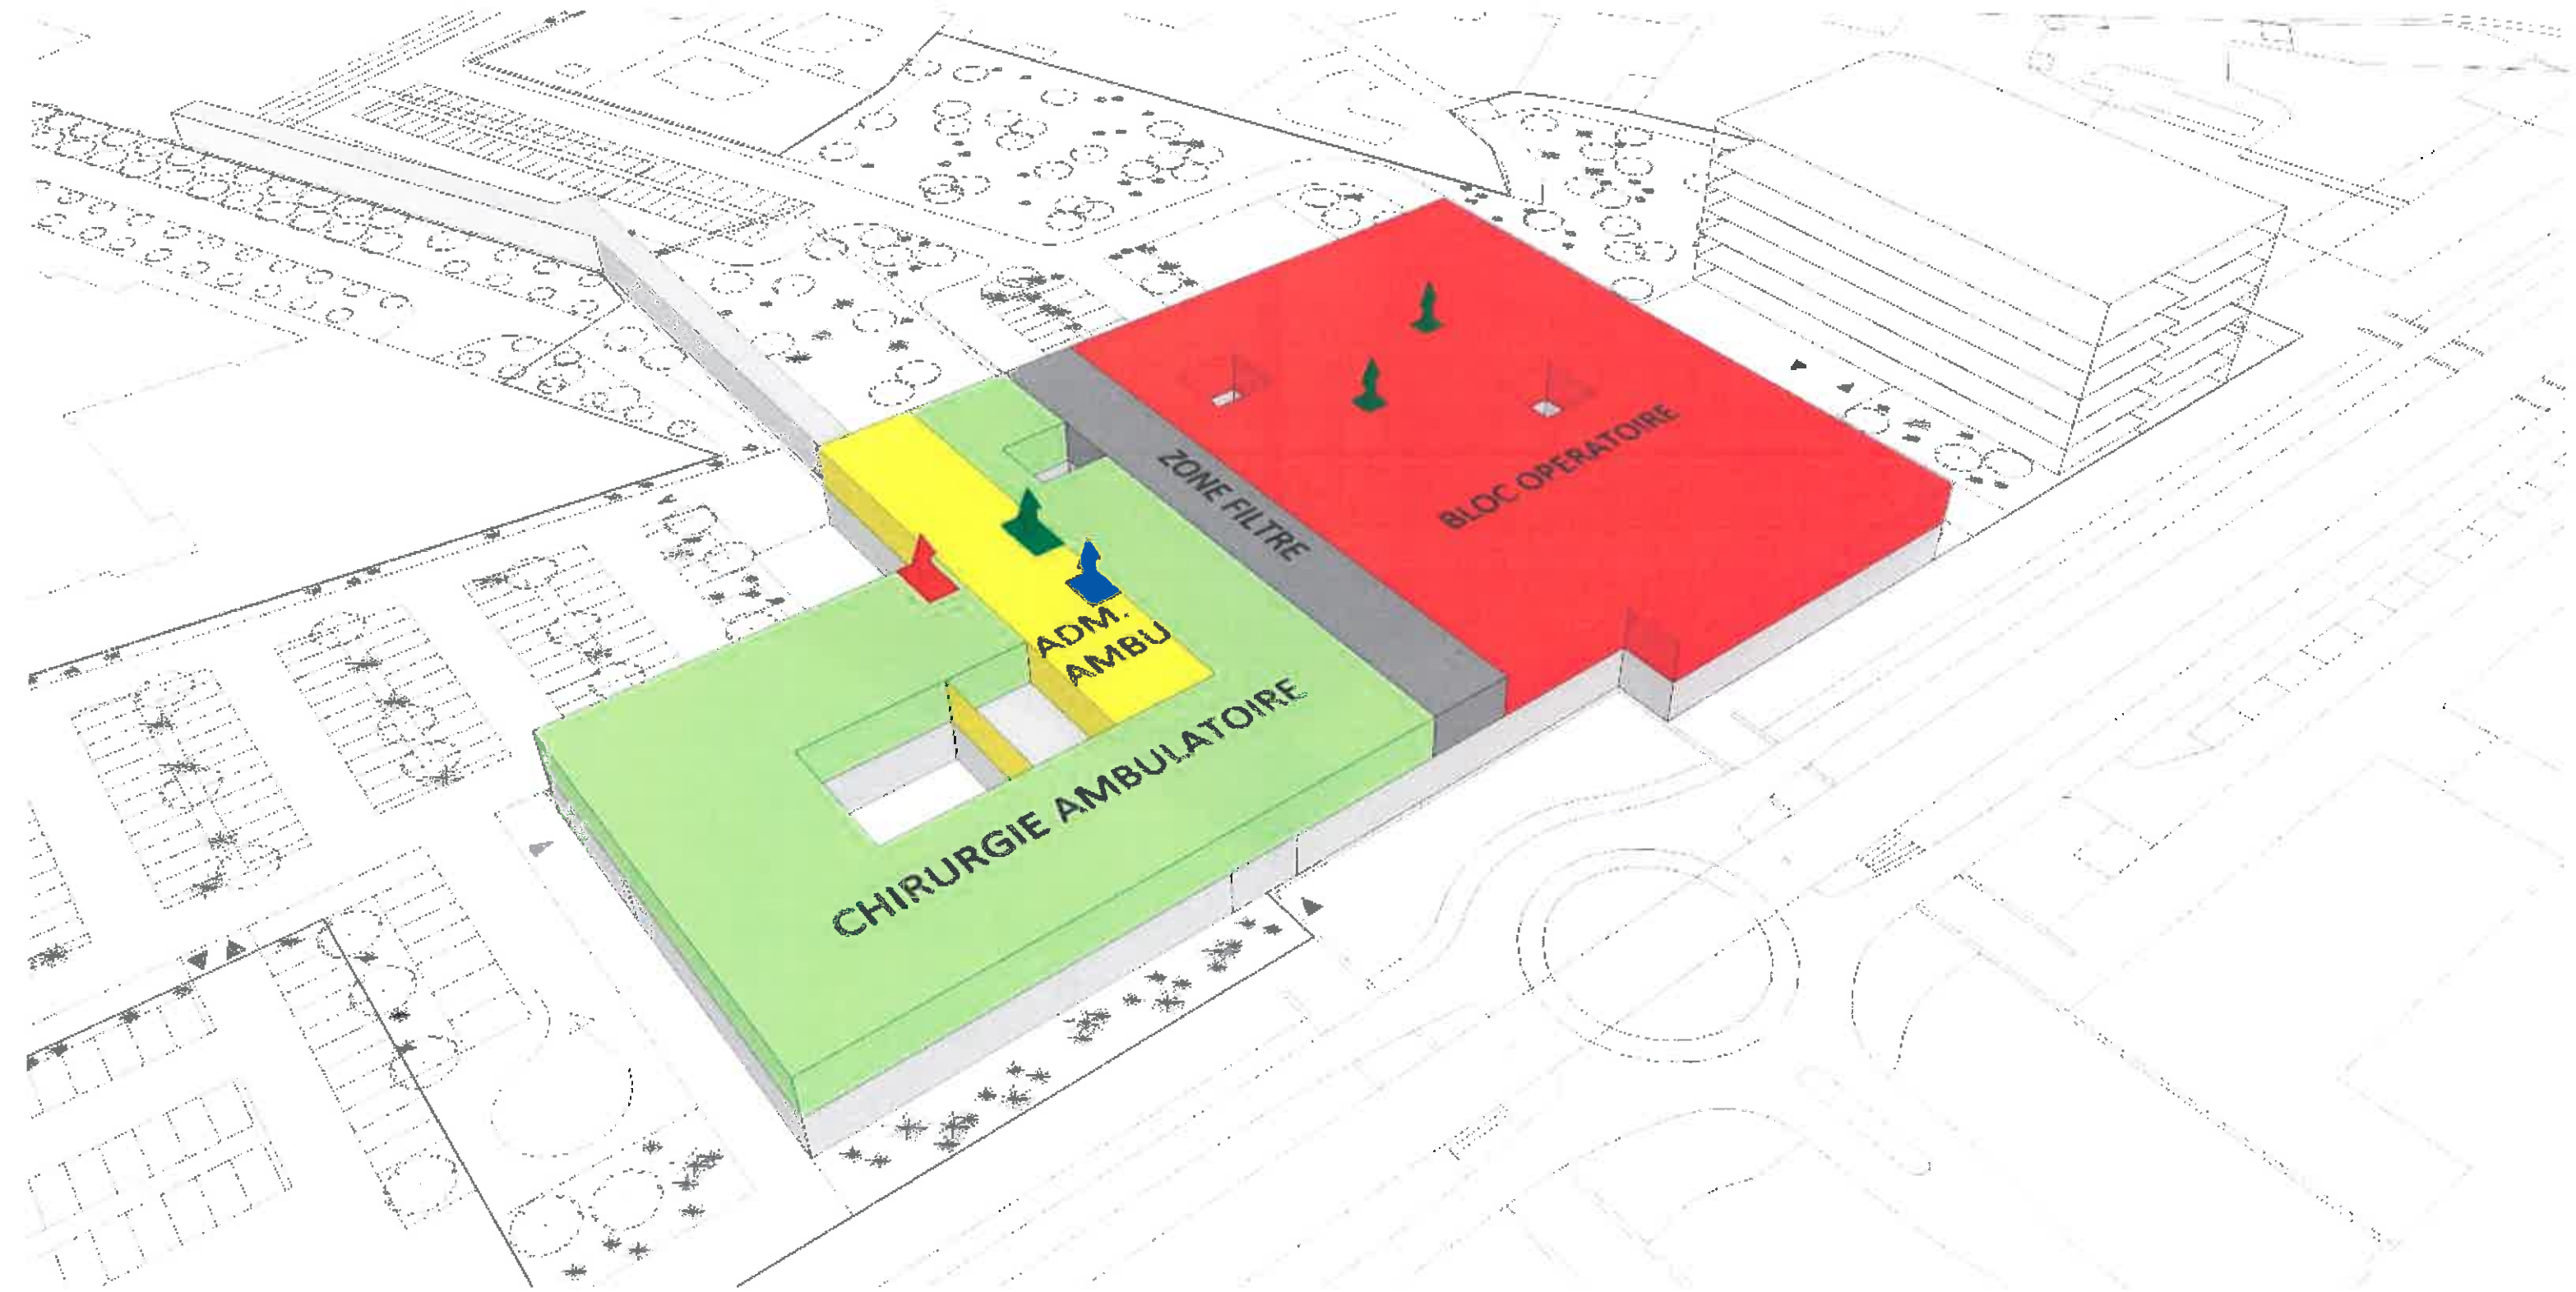 ZONE FILTRE
BLOC OPERATOIRE
ADM.
AMBU
CHIRURGIE AMBULATOIRE